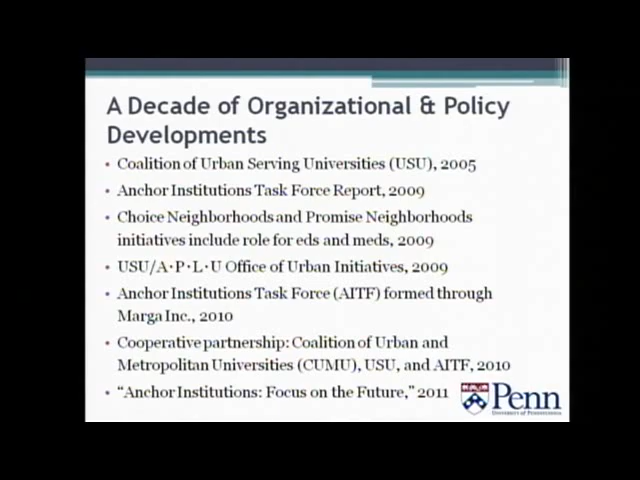 A Decade of Organizational & Policy
Developments
• Coalition of Urban Serving Universities (USU), 2005
• Anchor Institutions Task Force Report, 2009
• Choice Neighborhoods and Promise Neighborhoods
initiatives include role for eds and meds, 2009
• USU/A·P·L·U Office of Urban Initiatives, 2009
• Anchor Institutions Task Force (AITF) formed through
Marga Inc., 2010
• Cooperative partnership: Coalition of Urban and
Metropolitan Universities (CUMU), USU, and AITF, 2010
• “Anchor Institutions: Focus on the Future,” 2011
Penn
University of Pennsylvania